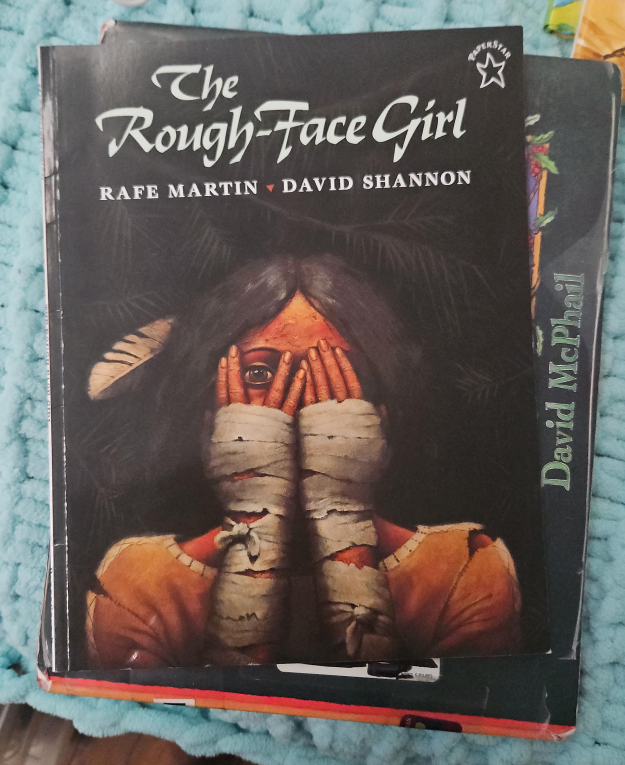 PAPERSTAR
The
Rough-Face Girl
RAFE MARTIN DAVID SHANNON
David McPhail